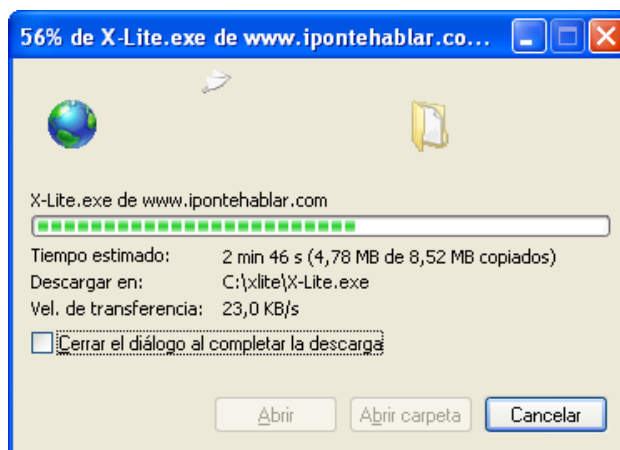 56% de X-Lite.exe de www.ipontehablar.co...
X-Lite.exe de www.ipontehablar.com
Tiempo estimado: 2 min 46 s (4,78 MB de 8,52 MB copiados)
Descargar en: C:\xlite\X-Lite.exe
Vel. de transferencia: 23,0 KB/s
Cerrar el diálogo al completar la descarga
Abrir Abrir carpeta Cancelar